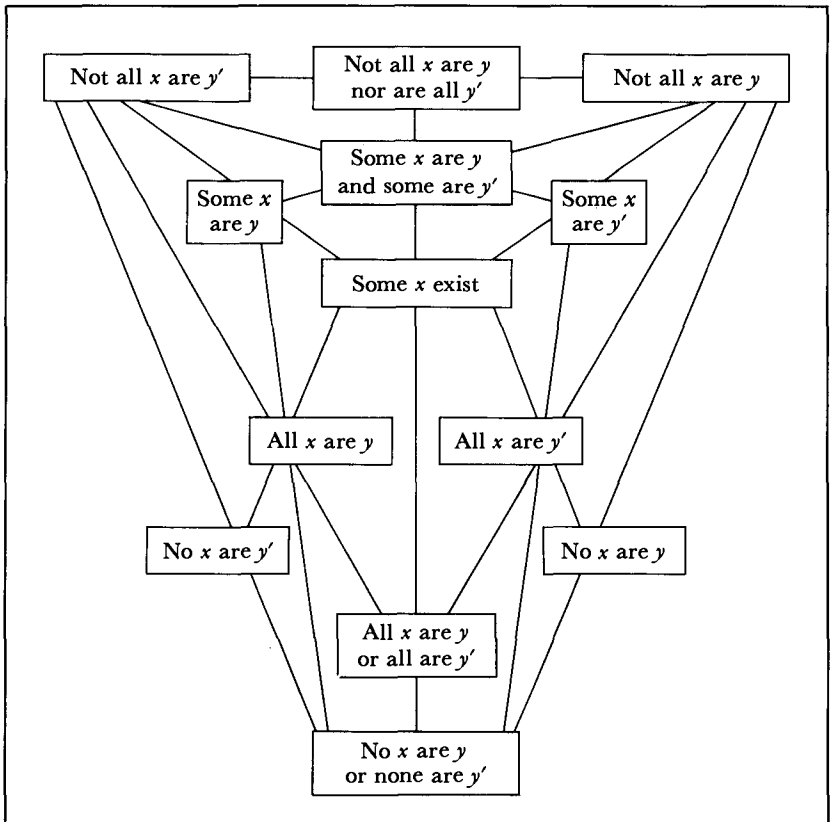 Not all x are y′
Not all x are y
nor are all y′
Not all x are y
Some x are y
and some are y′
Some x
are y
Some x
are y′
Some x exist
All x are y
All x are y′
No x are y′
No x are y
All x are y
or all are y′
No x are y
or none are y′